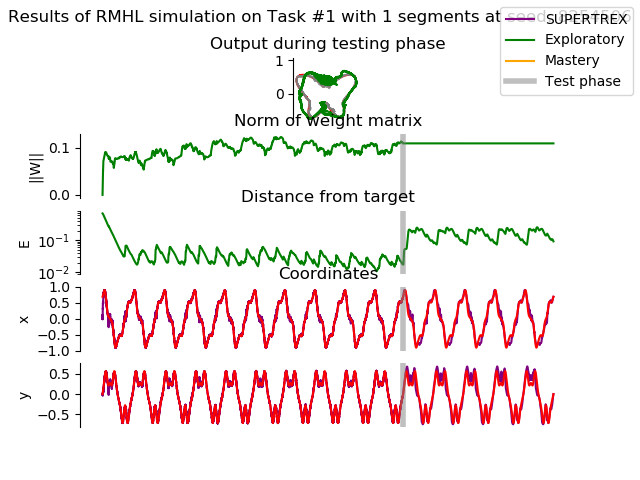 Results of RMHL simulation on Task #1 with 1 segments at
SUPERTREX
Exploratory
Mastery
Test phase
Output during testing phase
1
0
Norm of weight matrix
||W||
0.1
0.0
Distance from target
E
10⁻¹
10⁻²
Coordinates
x
1.0
0.5
0.0
−0.5
−1.0
y
0.5
0.0
−0.5